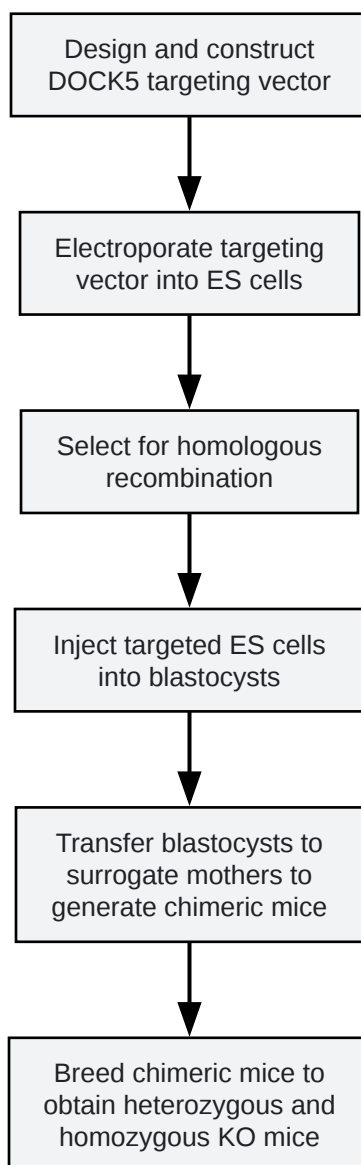 Design and construct
DOCK5 targeting vector
Electroporate targeting
vector into ES cells
Select for homologous
recombination
Inject targeted ES cells
into blastocysts
Transfer blastocysts to
surrogate mothers to
generate chimeric mice
Breed chimeric mice to
obtain heterozygous and
homozygous KO mice